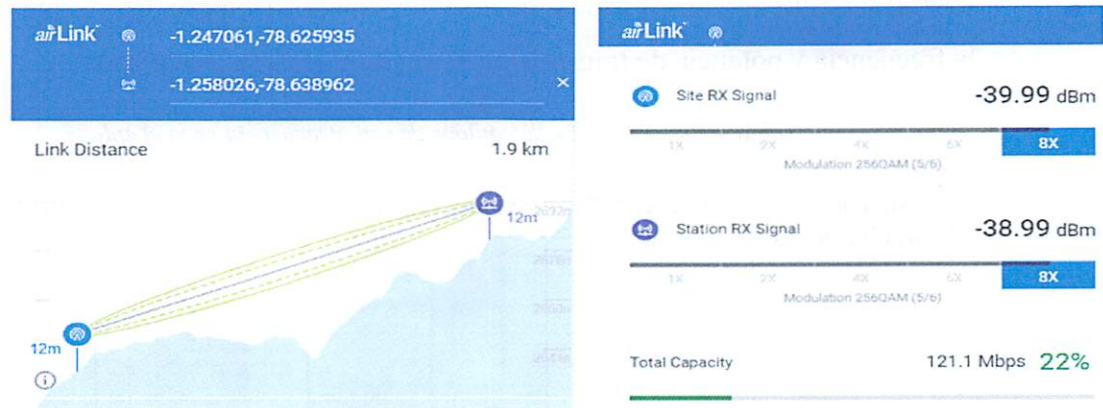 airLink
-1.247061,-78.625935
-1.258026,-78.638962
×
Link Distance
1.9 km
12m
12m
airLink
Site RX Signal
-39.99 dBm
1X
2X
4X
6X
8X
Modulation 256QAM (5/6)
Station RX Signal
-38.99 dBm
1X
2X
4X
6X
8X
Modulation 256QAM (5/6)
Total Capacity
121.1 Mbps
22%